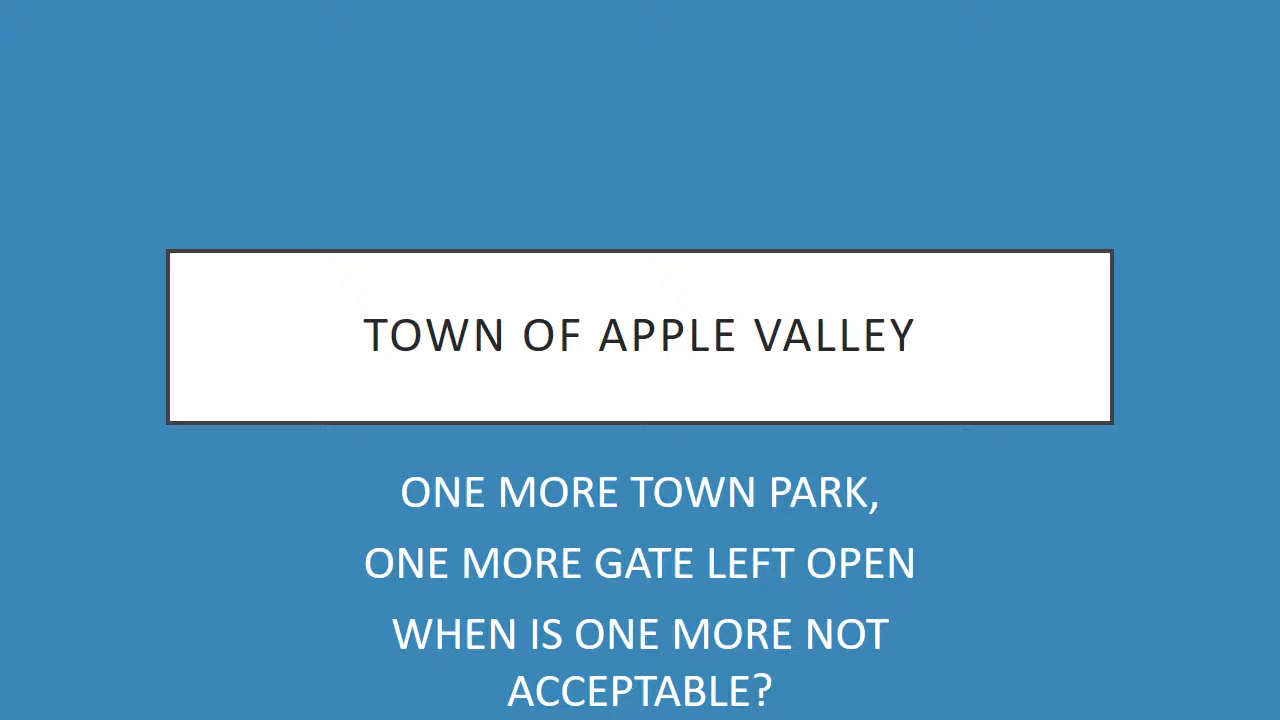 TOWN OF APPLE VALLEY
ONE MORE TOWN PARK,
ONE MORE GATE LEFT OPEN
WHEN IS ONE MORE NOT
ACCEPTABLE?